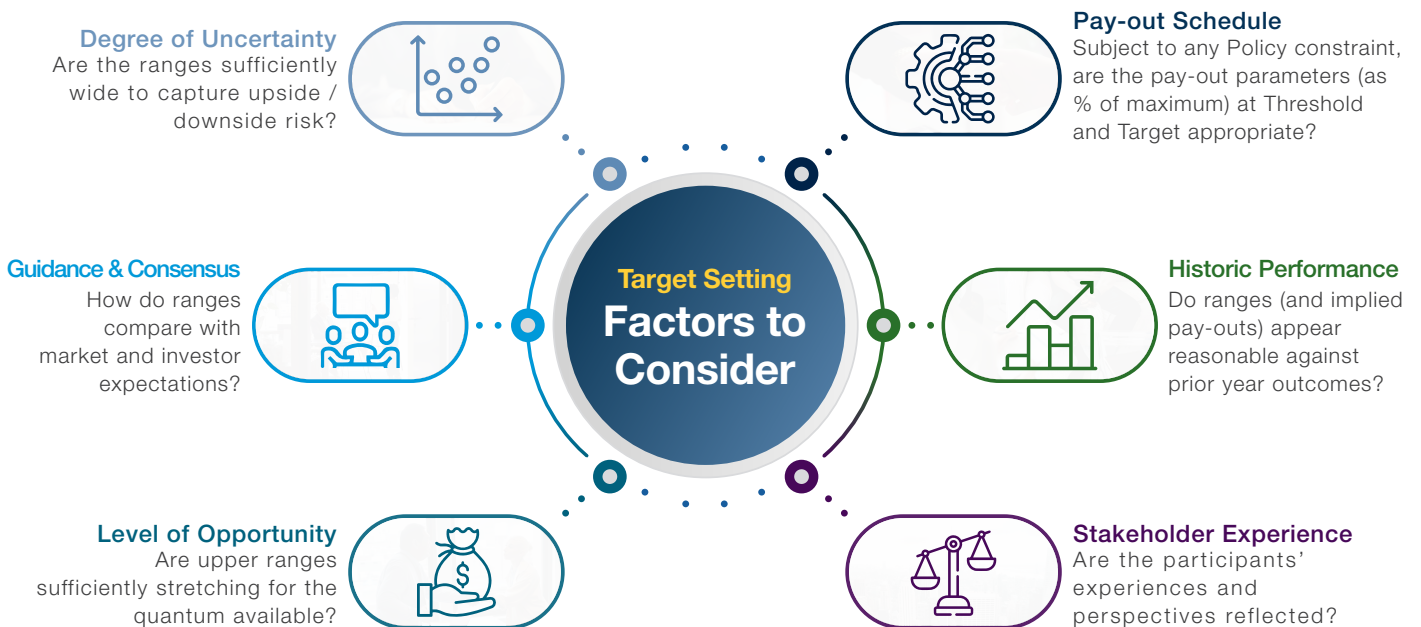 Degree of Uncertainty
Are the ranges sufficiently
wide to capture upside /
downside risk?
Pay-out Schedule
Subject to any Policy constraint,
are the pay-out parameters (as
% of maximum) at Threshold
and Target appropriate?
Guidance & Consensus
How do ranges
compare with
market and investor
expectations?
Target Setting
Factors to
Consider
Historic Performance
Do ranges (and implied
pay-outs) appear
reasonable against
prior year outcomes?
Level of Opportunity
Are upper ranges
sufficiently stretching for the
quantum available?
$
Stakeholder Experience
Are the participants’
experiences and
perspectives reflected?